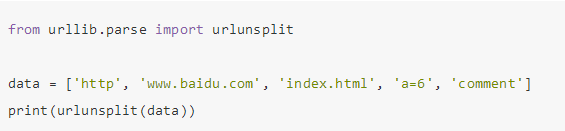 from urllib.parse import urlunsplit
data = ['http', 'www.baidu.com', 'index.html', 'a=6', 'comment']
print(urlunsplit(data))